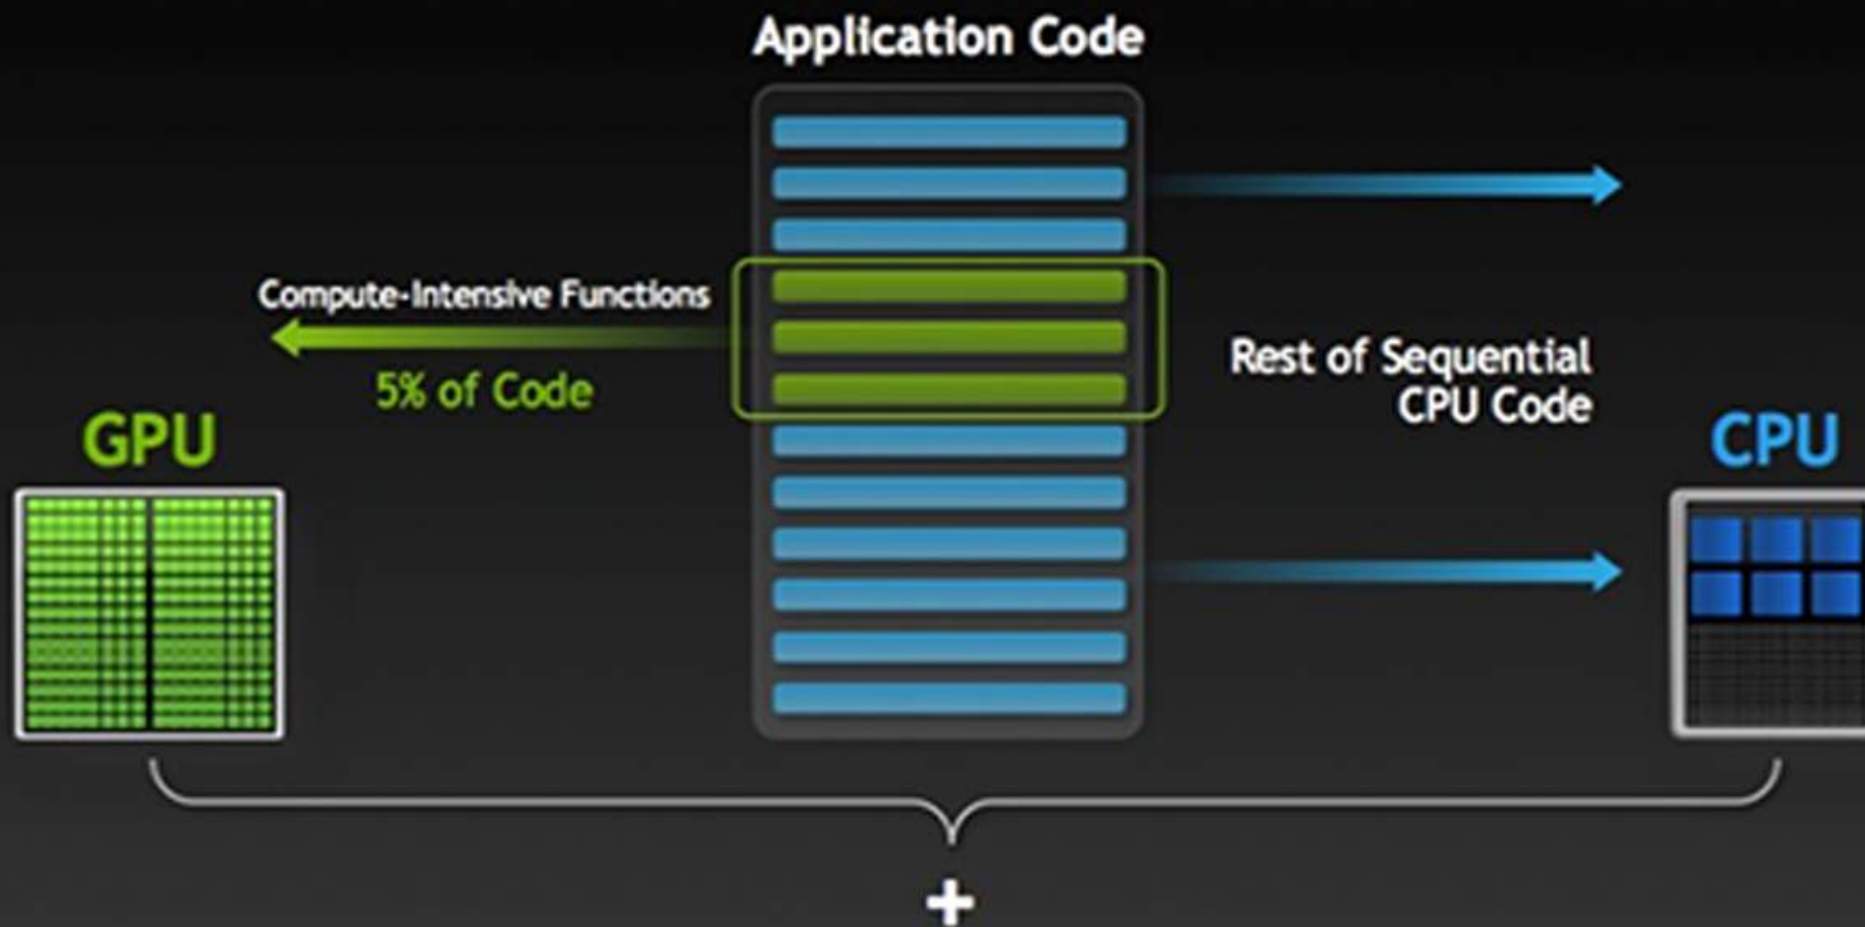 Application Code
Compute-Intensive Functions
5% of Code
Rest of Sequential
CPU Code
GPU
CPU
+